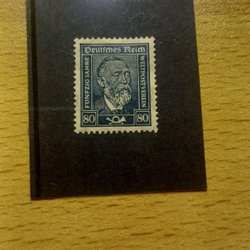 Deutsches Reich
FÜNFZIG JAHRE
WELTPOSTVEREIN
80 80